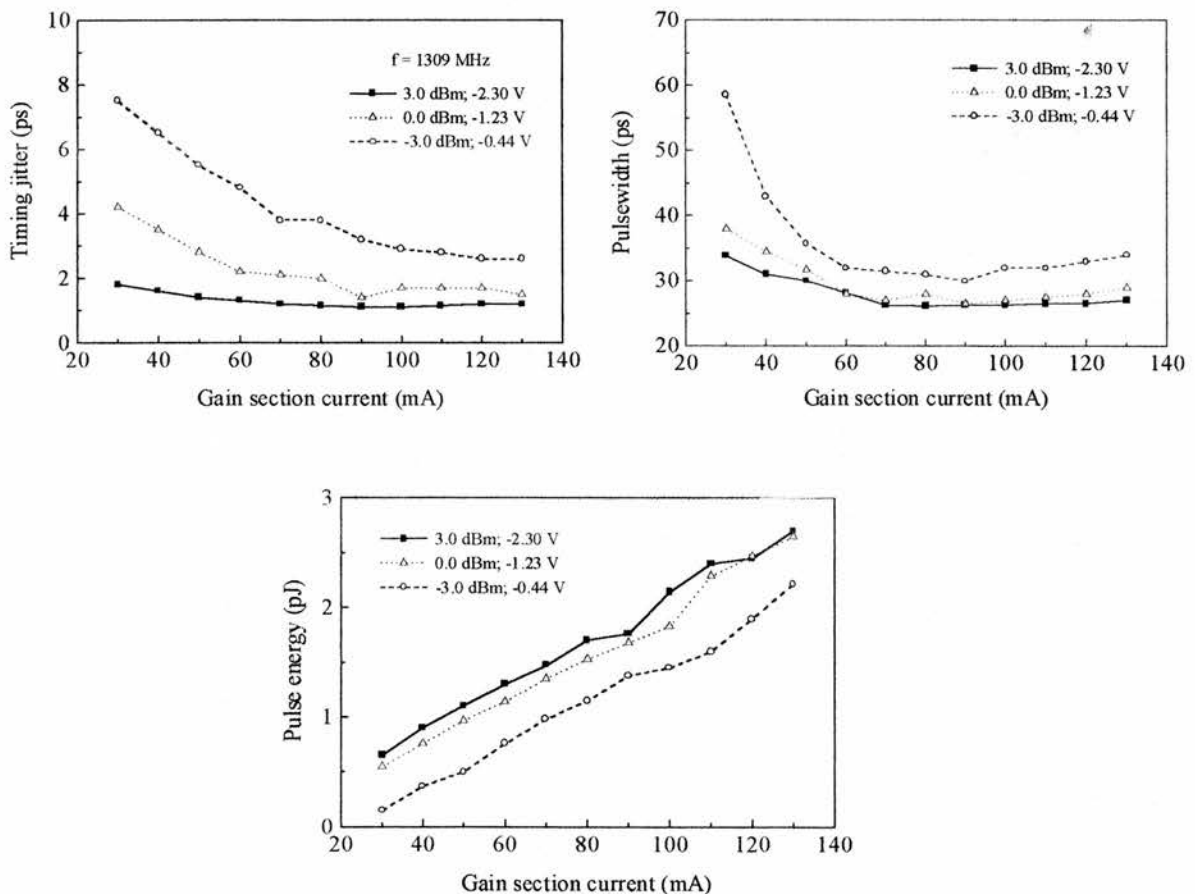 10
8
6
4
2
0
Timing jitter (ps)
f = 1309 MHz
3.0 dBm; -2.30 V
0.0 dBm; -1.23 V
-3.0 dBm; -0.44 V
20 40 60 80 100 120 140
Gain section current (mA)
70
60
50
40
30
20
Pulsewidth (ps)
3.0 dBm; -2.30 V
0.0 dBm; -1.23 V
-3.0 dBm; -0.44 V
20 40 60 80 100 120 140
Gain section current (mA)
3
2
1
0
Pulse energy (pJ)
3.0 dBm; -2.30 V
0.0 dBm; -1.23 V
-3.0 dBm; -0.44 V
20 40 60 80 100 120 140
Gain section current (mA)